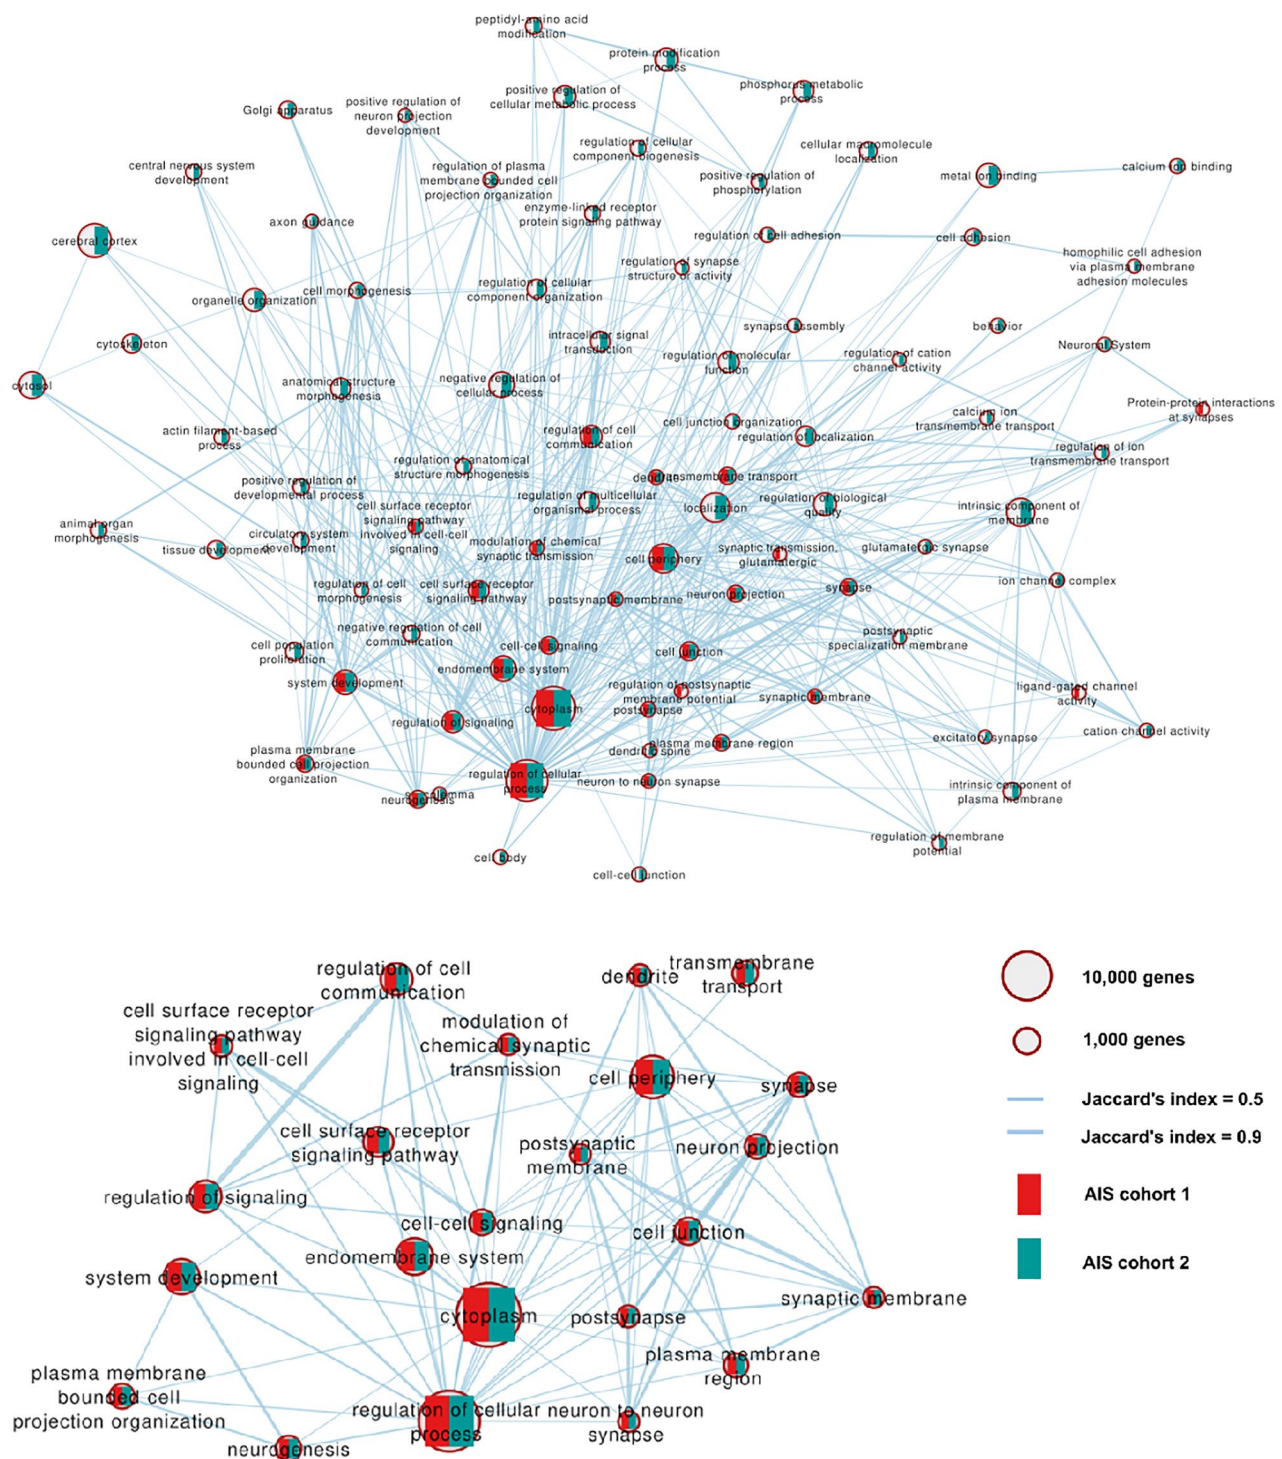 peptidyl-amino acid
modification
protein modification
process
phosphorus metabolic
process
positive regulation of
cellular metabolic process
Golgi apparatus
positive regulation of
neuron projection
development
regulation of cellular
component biogenesis
cellular macromolecule
localization
central nervous system
development
regulation of plasma
membrane bounded cell
projection organization
positive regulation of
phosphorylation
metal ion binding
calcium ion binding
enzyme-linked receptor
protein signaling pathway
axon guidance
cerebral cortex
regulation of cell adhesion
cell adhesion
homophilic cell adhesion
via plasma membrane
adhesion molecules
regulation of synapse
structure or activity
organelle organization
cell morphogenesis
regulation of cellular
component organization
cytoskeleton
intracellular signal
transduction
synapse assembly
behavior
Neuronal System
regulation of molecular
function
regulation of cation
channel activity
cytosol
anatomical structure
morphogenesis
negative regulation of
cellular process
Protein-protein interactions
at synapses
actin filament-based
process
regulation of cell
communication
cell junction organization
regulation of localization
calcium ion
transmembrane transport
regulation of ion
transmembrane transport
regulation of anatomical
structure morphogenesis
dendrite
transmembrane transport
positive regulation of
developmental process
regulation of multicellular
organismal process
localization
regulation of biological
quality
intrinsic component of
membrane
cell surface receptor
signaling pathway
involved in cell-cell
signaling
animal organ
morphogenesis
tissue development
circulatory system
development
modulation of chemical
synaptic transmission
cell periphery
synaptic transmission,
glutamatergic
glutamatergic synapse
regulation of cell
morphogenesis
cell surface receptor
signaling pathway
postsynaptic membrane
neuron projection
synapse
ion channel complex
negative regulation of cell
communication
cell population
proliferation
cell-cell signaling
cell junction
postsynaptic
specialization membrane
endomembrane system
system development
regulation of postsynaptic
membrane potential
synaptic membrane
ligand-gated channel
activity
cytoplasm
postsynapse
regulation of signaling
cation channel activity
excitatory synapse
plasma membrane
bounded cell projection
organization
dendritic spine
plasma membrane region
regulation of cellular
process
neuron to neuron synapse
intrinsic component of
plasma membrane
neurogenesis
regulation of membrane
potential
cell body
cell-cell junction
regulation of cell
communication
dendrite
transmembrane
transport
cell surface receptor
signaling pathway
involved in cell-cell
signaling
modulation of
chemical synaptic
transmission
cell periphery
synapse
cell surface receptor
signaling pathway
postsynaptic
membrane
neuron projection
regulation of signaling
cell-cell signaling
cell junction
endomembrane system
system development
cytoplasm
postsynapse
synaptic membrane
plasma membrane
region
plasma membrane
bounded cell
projection organization
regulation of cellular
process
neuron to neuron
synapse
neurogenesis
10,000 genes
1,000 genes
Jaccard's index = 0.5
Jaccard's index = 0.9
AIS cohort 1
AIS cohort 2